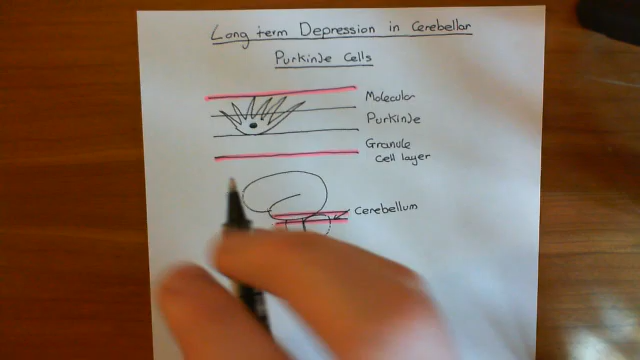 Long term Depression in Cerebellar
Purkinje Cells
Molecular
Purkinje
Granule
Cell layer
Cerebellum